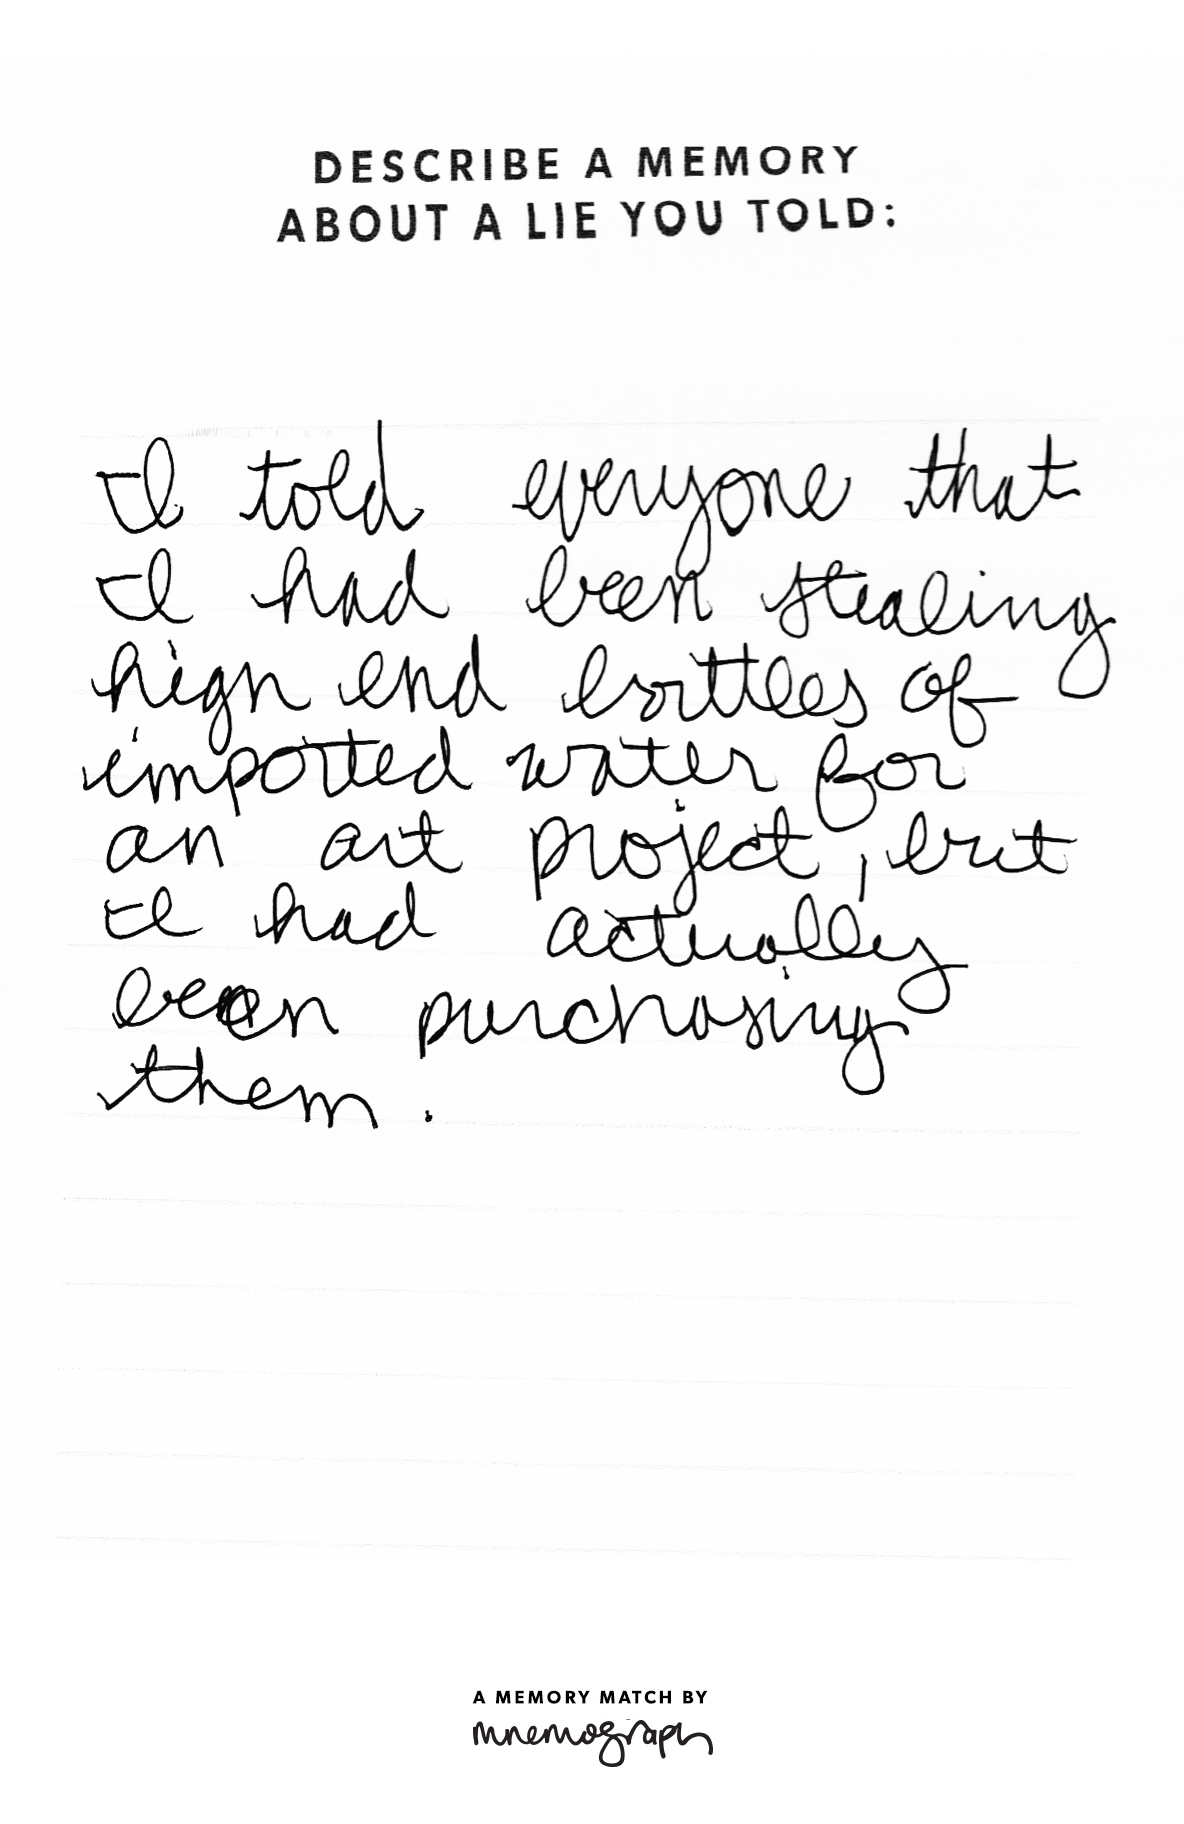 DESCRIBE A MEMORY
ABOUT A LIE YOU TOLD:
I told everyone that
I had been stealing
high end bottles of
imported water for
an art project, but
I had actually
been purchasing
them.
A MEMORY MATCH BY
mnemograph